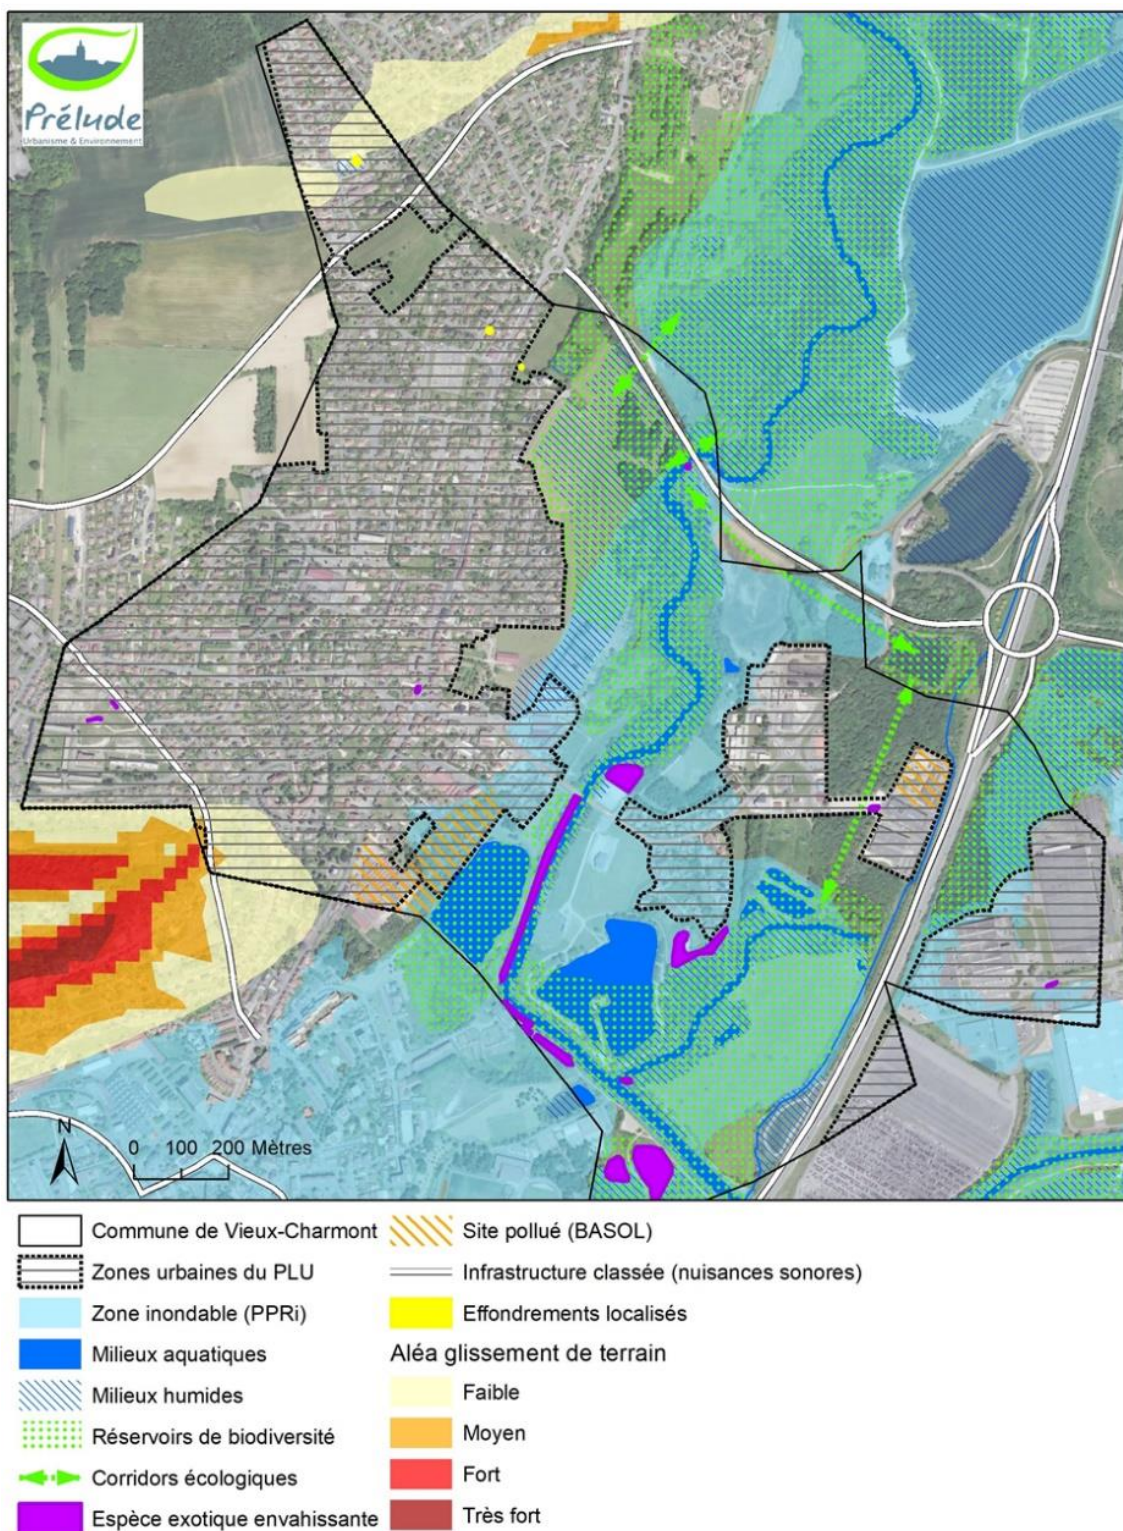 Prélude
Urbanisme & Environnement
N
0 100 200 Mètres
Commune de Vieux-Charmont
Zones urbaines du PLU
Zone inondable (PPRi)
Milieux aquatiques
Milieux humides
Réservoirs de biodiversité
Corridors écologiques
Espèce exotique envahissante
Site pollué (BASOL)
Infrastructure classée (nuisances sonores)
Effondrements localisés
Aléa glissement de terrain
Faible
Moyen
Fort
Très fort